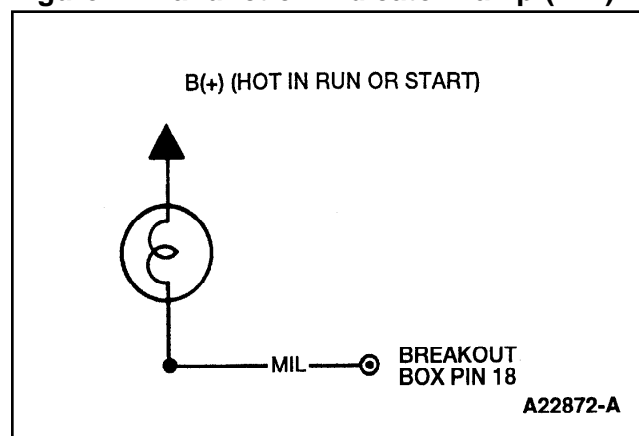 B(+) (HOT IN RUN OR START)
MIL
BREAKOUT
BOX PIN 18
A22872-A